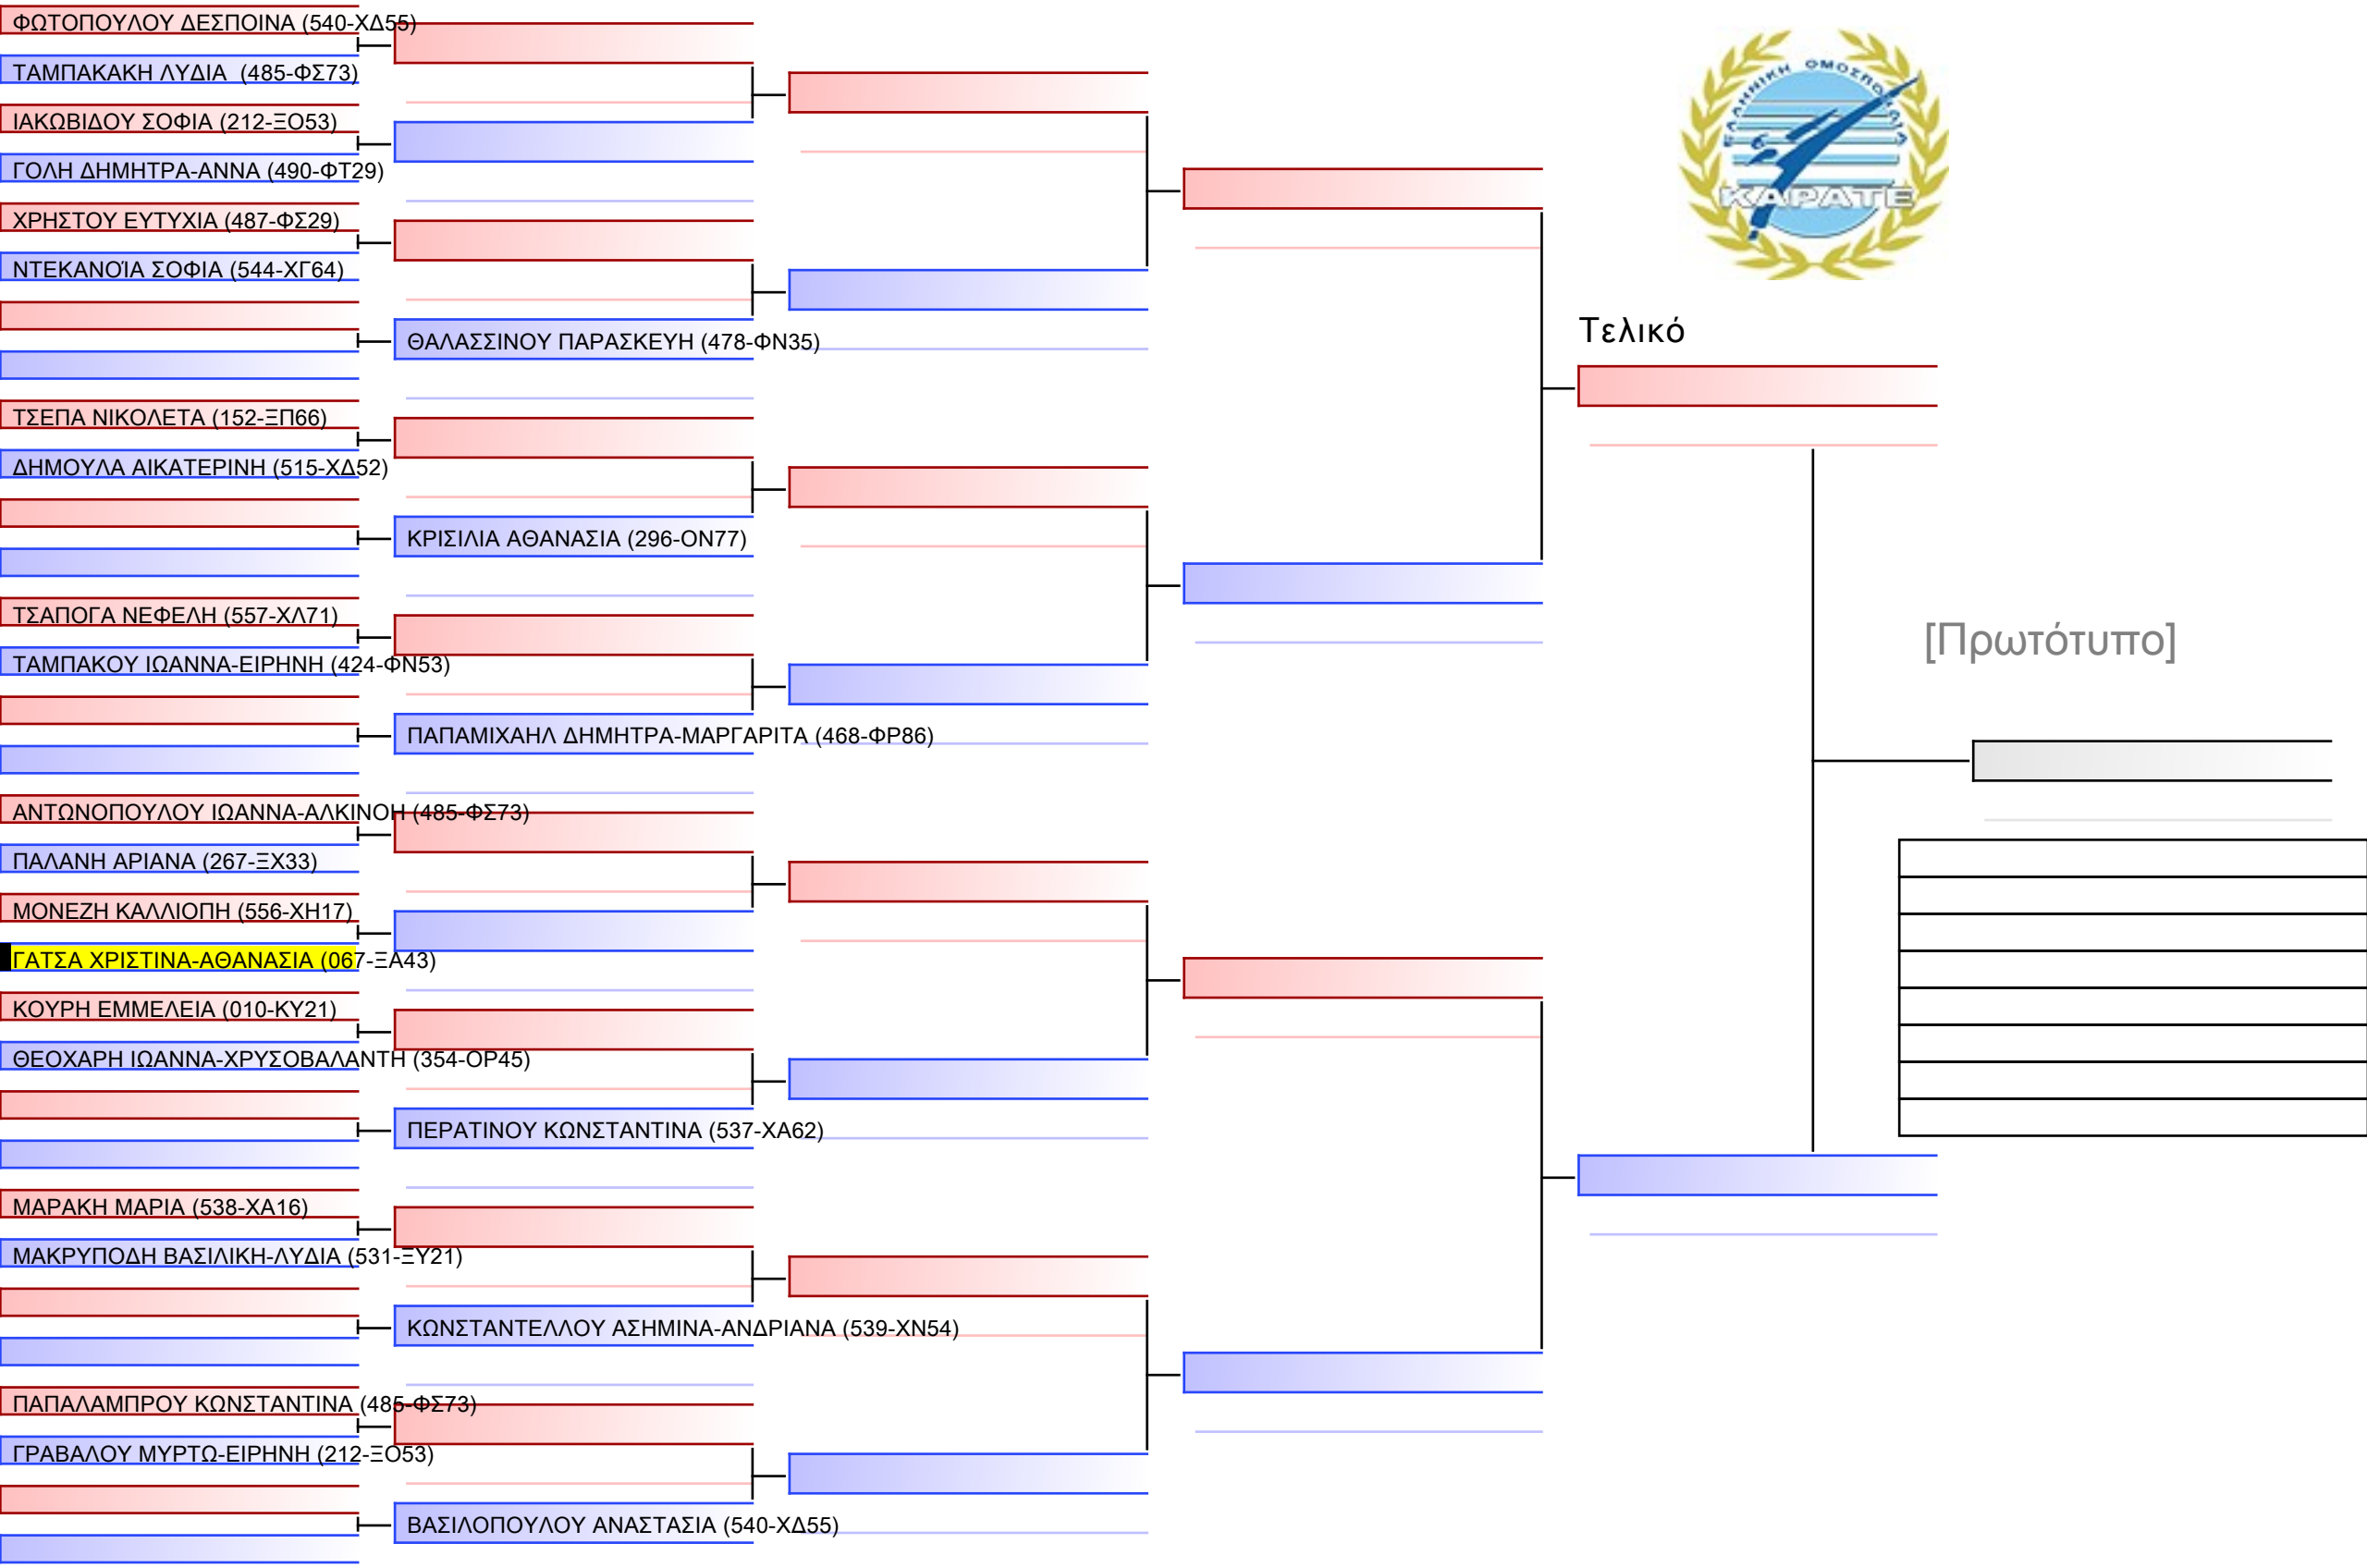 ΦΩΤΟΠΟΥΛΟΥ ΔΕΣΠΟΙΝΑ (540-ΧΔ55)
ΤΑΜΠΑΚΑΚΗ ΛΥΔΙΑ (485-ΦΣ73)
ΙΑΚΩΒΙΔΟΥ ΣΟΦΙΑ (212-ΞΟ53)
ΓΟΛΗ ΔΗΜΗΤΡΑ-ΑΝΝΑ (490-ΦΤ29)
ΧΡΗΣΤΟΥ ΕΥΤΥΧΙΑ (487-ΦΣ29)
ΝΤΕΚΑΝΟΊΑ ΣΟΦΙΑ (544-ΧΓ64)
ΘΑΛΑΣΣΙΝΟΥ ΠΑΡΑΣΚΕΥΗ (478-ΦΝ35)
ΤΣΕΠΑ ΝΙΚΟΛΕΤΑ (152-ΞΠ66)
ΔΗΜΟΥΛΑ ΑΙΚΑΤΕΡΙΝΗ (515-ΧΔ52)
ΚΡΙΣΙΛΙΑ ΑΘΑΝΑΣΙΑ (296-ΟΝ77)
ΤΣΑΠΟΓΑ ΝΕΦΕΛΗ (557-ΧΛ71)
ΤΑΜΠΑΚΟΥ ΙΩΑΝΝΑ-ΕΙΡΗΝΗ (424-ΦΝ53)
ΠΑΠΑΜΙΧΑΗΛ ΔΗΜΗΤΡΑ-ΜΑΡΓΑΡΙΤΑ (468-ΦΡ86)
ΑΝΤΩΝΟΠΟΥΛΟΥ ΙΩΑΝΝΑ-ΑΛΚΙΝΟΗ (485-ΦΣ73)
ΠΑΛΑΝΗ ΑΡΙΑΝΑ (267-ΞΧ33)
ΜΟΝΕΖΗ ΚΑΛΛΙΟΠΗ (556-ΧΗ17)
ΓΑΤΣΑ ΧΡΙΣΤΙΝΑ-ΑΘΑΝΑΣΙΑ (067-ΞΑ43)
ΚΟΥΡΗ ΕΜΜΕΛΕΙΑ (010-ΚΥ21)
ΘΕΟΧΑΡΗ ΙΩΑΝΝΑ-ΧΡΥΣΟΒΑΛΑΝΤΗ (354-ΟΡ45)
ΠΕΡΑΤΙΝΟΥ ΚΩΝΣΤΑΝΤΙΝΑ (537-ΧΑ62)
ΜΑΡΑΚΗ ΜΑΡΙΑ (538-ΧΑ16)
ΜΑΚΡΥΠΟΔΗ ΒΑΣΙΛΙΚΗ-ΛΥΔΙΑ (531-ΞΥ21)
ΚΩΝΣΤΑΝΤΕΛΛΟΥ ΑΣΗΜΙΝΑ-ΑΝΔΡΙΑΝΑ (539-ΧΝ54)
ΠΑΠΑΛΑΜΠΡΟΥ ΚΩΝΣΤΑΝΤΙΝΑ (485-ΦΣ73)
ΓΡΑΒΑΛΟΥ ΜΥΡΤΩ-ΕΙΡΗΝΗ (212-ΞΟ53)
ΒΑΣΙΛΟΠΟΥΛΟΥ ΑΝΑΣΤΑΣΙΑ (540-ΧΔ55)
ΕΛΛΗΝΙΚΗ ΟΜΟΣΠΟΝΔΙΑ
ΚΑΡΑΤΕ
Τελικό
[Πρωτότυπο]